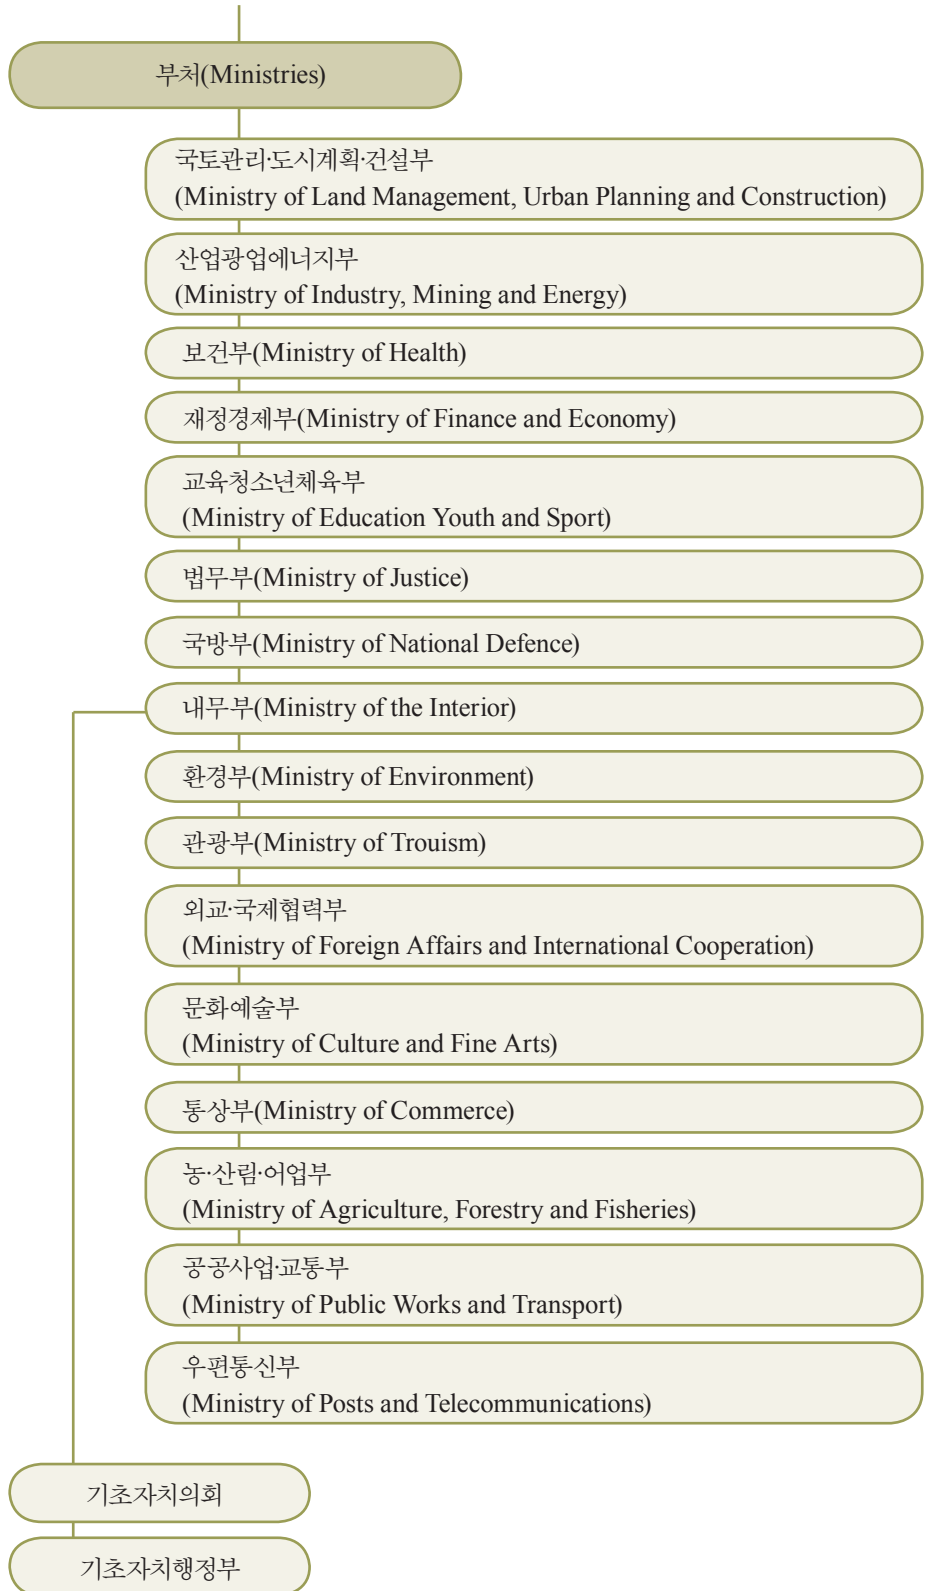 부처(Ministries)
국토관리·도시계획·건설부
(Ministry of Land Management, Urban Planning and Construction)
산업광업에너지부
(Ministry of Industry, Mining and Energy)
보건부(Ministry of Health)
재정경제부(Ministry of Finance and Economy)
교육청소년체육부
(Ministry of Education Youth and Sport)
법무부(Ministry of Justice)
국방부(Ministry of National Defence)
내무부(Ministry of the Interior)
환경부(Ministry of Environment)
관광부(Ministry of Trouism)
외교·국제협력부
(Ministry of Foreign Affairs and International Cooperation)
문화예술부
(Ministry of Culture and Fine Arts)
통상부(Ministry of Commerce)
농·산림·어업부
(Ministry of Agriculture, Forestry and Fisheries)
공공사업·교통부
(Ministry of Public Works and Transport)
우편통신부
(Ministry of Posts and Telecommunications)
기초자치의회
기초자치행정부